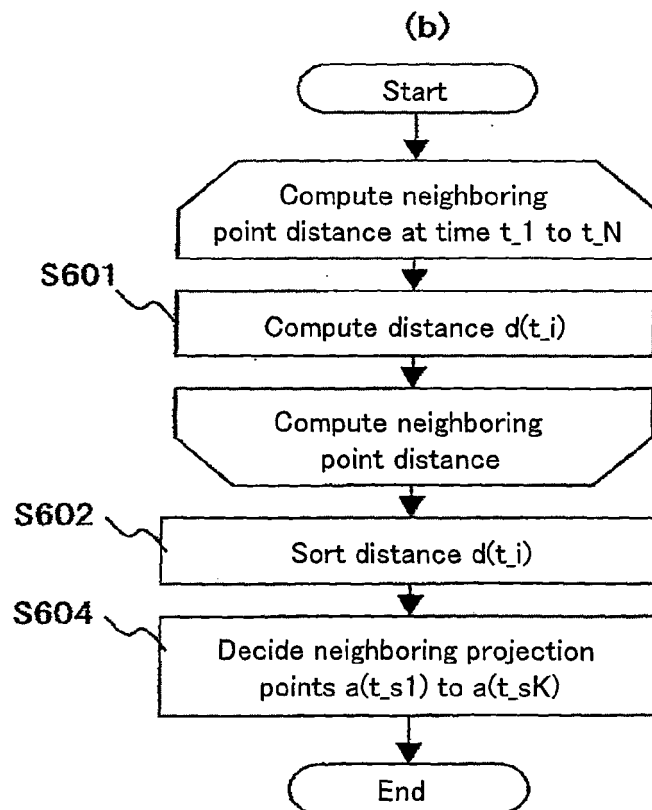 (b)
Start
Compute neighboring
point distance at time t_1 to t_N
S601
Compute distance d(t_i)
Compute neighboring
point distance
S602
Sort distance d(t_i)
S604
Decide neighboring projection
points a(t_s1) to a(t_sK)
End